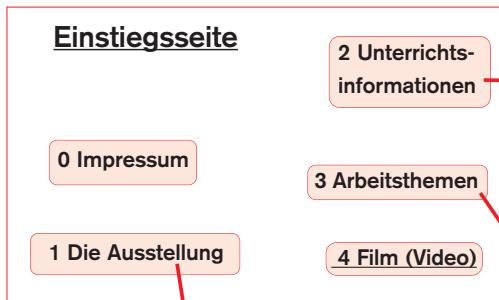 Einstiegsseite
2 Unterrichts-
informationen
0 Impressum
3 Arbeitsthemen
1 Die Ausstellung
4 Film (Video)